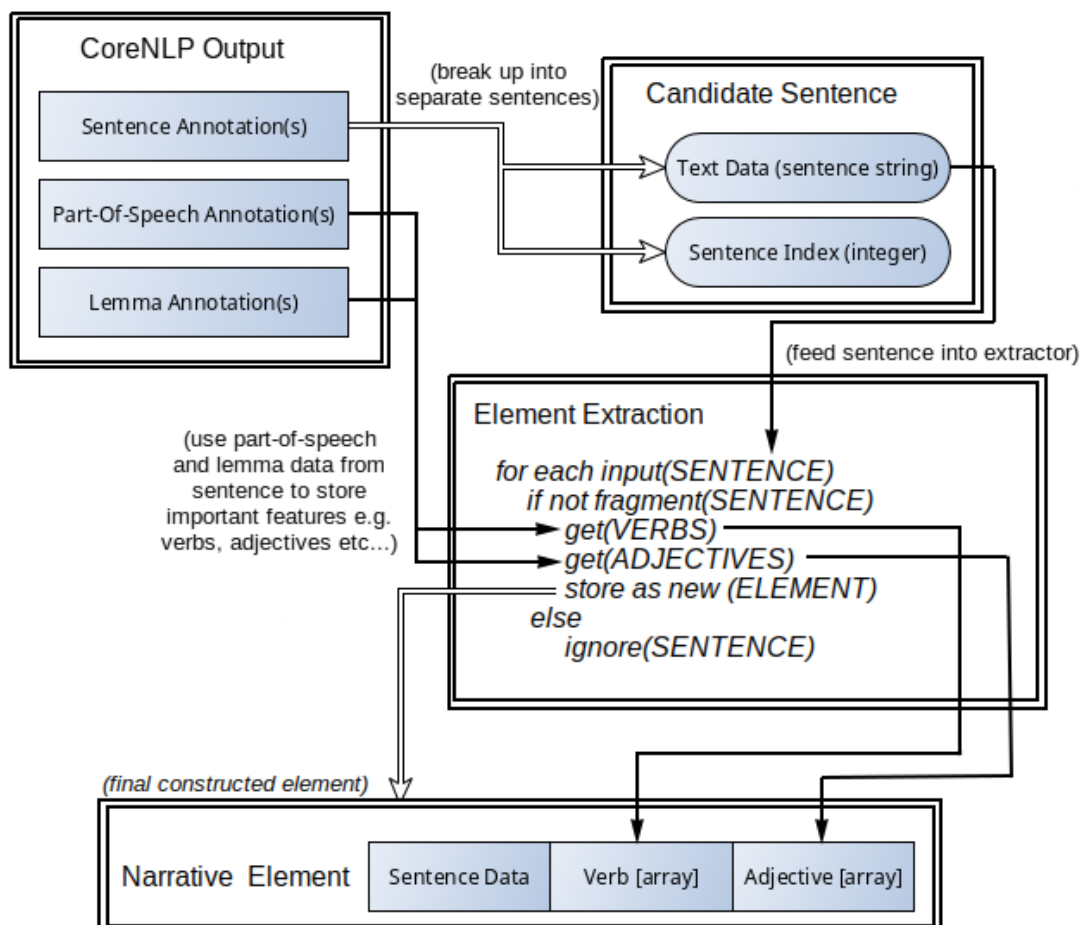 CoreNLP Output
Sentence Annotation(s)
Part-Of-Speech Annotation(s)
Lemma Annotation(s)
(break up into
separate sentences)
Candidate Sentence
Text Data (sentence string)
Sentence Index (integer)
(feed sentence into extractor)
(use part-of-speech
and lemma data from
sentence to store
important features e.g.
verbs, adjectives etc...)
Element Extraction
for each input(SENTENCE)
if not fragment(SENTENCE)
get(VERBS)
get(ADJECTIVES)
store as new (ELEMENT)
else
ignore(SENTENCE)
(final constructed element)
Narrative Element
Sentence Data
Verb [array]
Adjective [array]